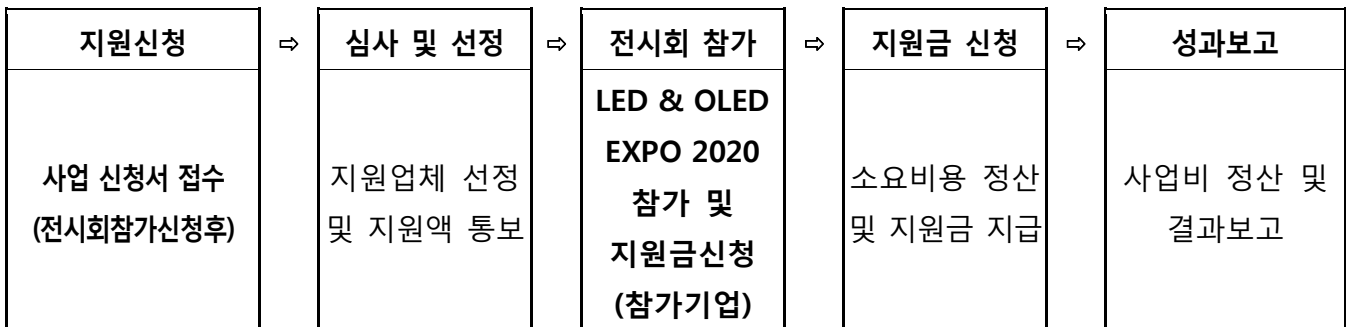 지원신청 ⇨ 심사 및 선정 ⇨ 전시회 참가 ⇨ 지원금 신청 ⇨ 성과보고
사업 신청서 접수
(전시회참가신청후)
지원업체 선정
및 지원액 통보
LED & OLED
EXPO 2020
참가 및
지원금신청
(참가기업)
소요비용 정산
및 지원금 지급
사업비 정산 및
결과보고